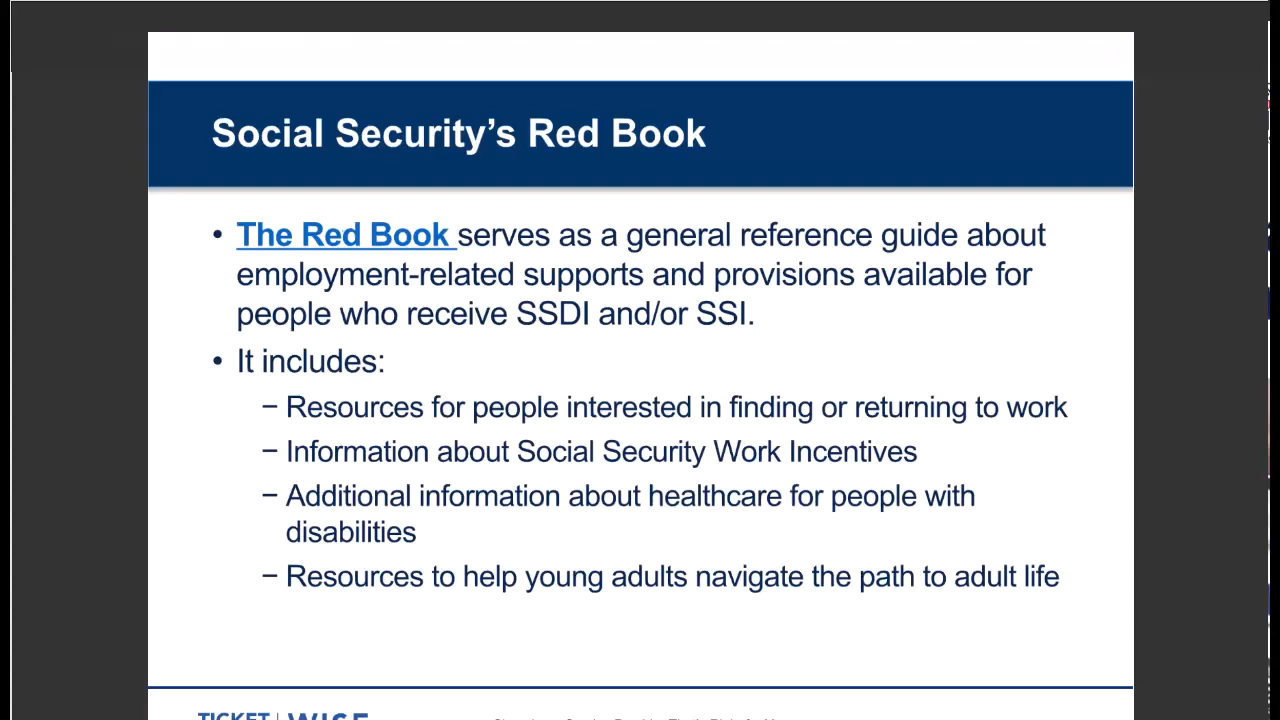 Social Security’s Red Book
• The Red Book serves as a general reference guide about
employment-related supports and provisions available for
people who receive SSDI and/or SSI.
• It includes:
− Resources for people interested in finding or returning to work
− Information about Social Security Work Incentives
− Additional information about healthcare for people with
disabilities
− Resources to help young adults navigate the path to adult life
TICKET | WISE